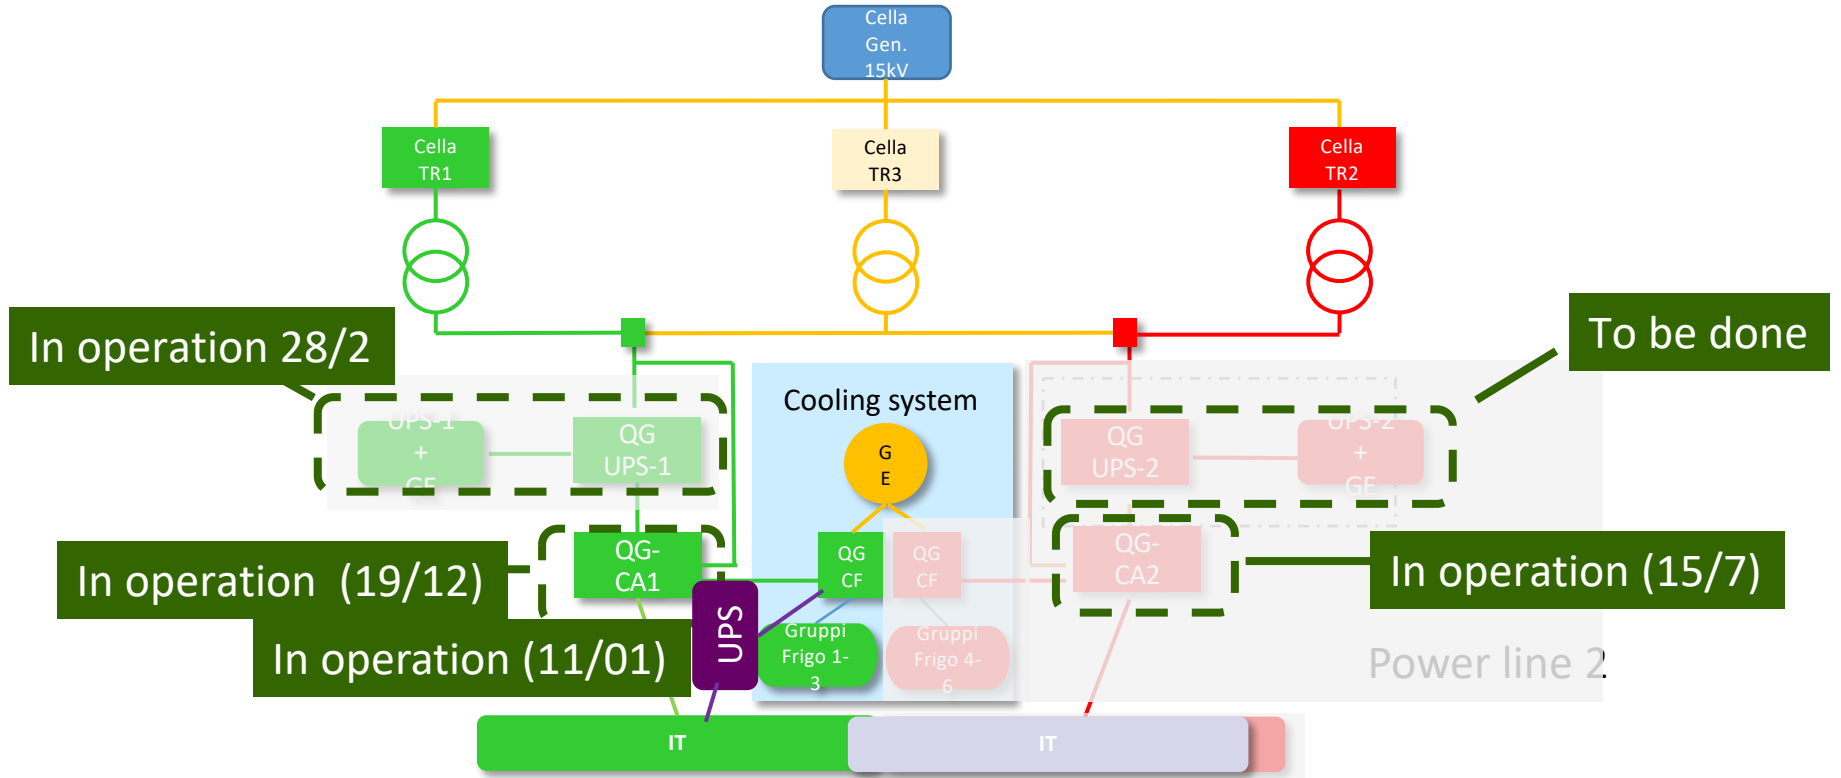 Cella
Gen.
15kV
Cella
TR1
Cella
TR3
Cella
TR2
In operation 28/2
To be done
UPS-1
+
GE
QG
UPS-1
Cooling system
G
E
QG
UPS-2
UPS-2
+
GE
In operation  (19/12)
QG-
CA1
QG
CF
QG
CF
QG-
CA2
In operation (15/7)
In operation (11/01)
UPS
Gruppi
Frigo 1-
3
Gruppi
Frigo 4-
6
Power line 2
IT
IT